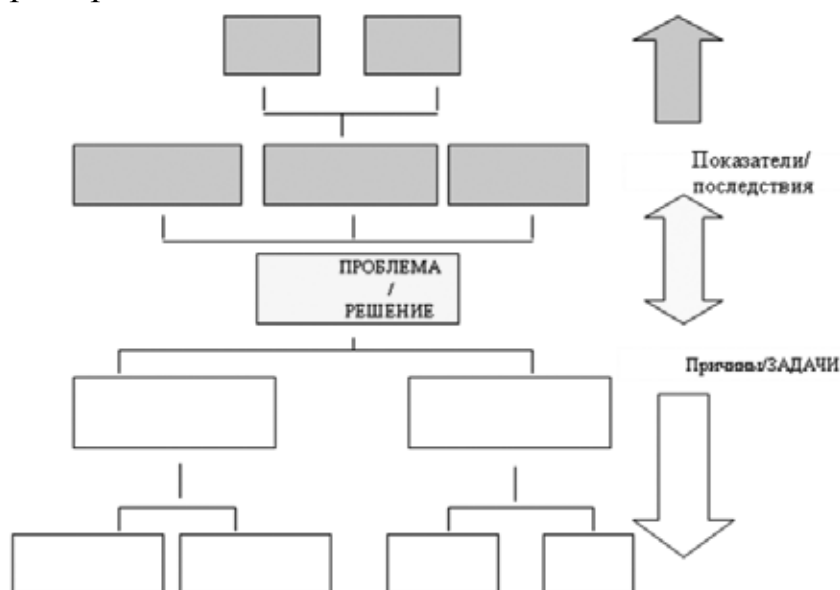 Показатели/
последствия
ПРОБЛЕМА
/
РЕШЕНИЕ
Причины/ЗАДАЧИ